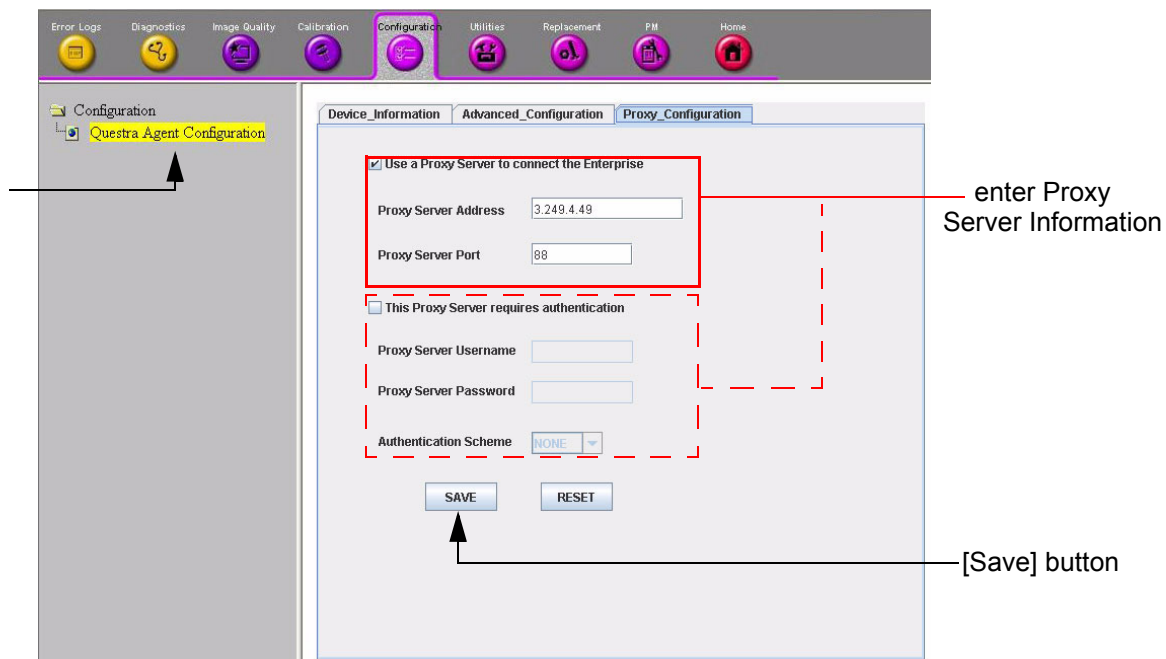 Error Logs Diagnostics Image Quality Calibration Configuration Utilities Replacement PM Home
Configuration
Questra Agent Configuration
Device_Information Advanced_Configuration Proxy_Configuration
Use a Proxy Server to connect the Enterprise
Proxy Server Address 3.249.4.49
Proxy Server Port 88
This Proxy Server requires authentication
Proxy Server Username
Proxy Server Password
Authentication Scheme NONE
SAVE RESET
enter Proxy
Server Information
[Save] button